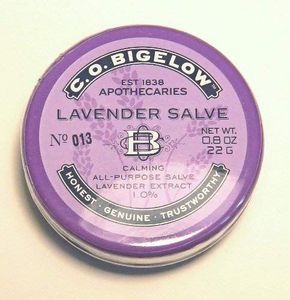 C.O. BIGELOW
EST 1838
APOTHECARIES
LAVENDER SALVE
Nº 013
NET WT.
0.8 OZ
22 G
B
CALMING
ALL-PURPOSE SALVE
LAVENDER EXTRACT
1.0%
HONEST · GENUINE · TRUSTWORTHY